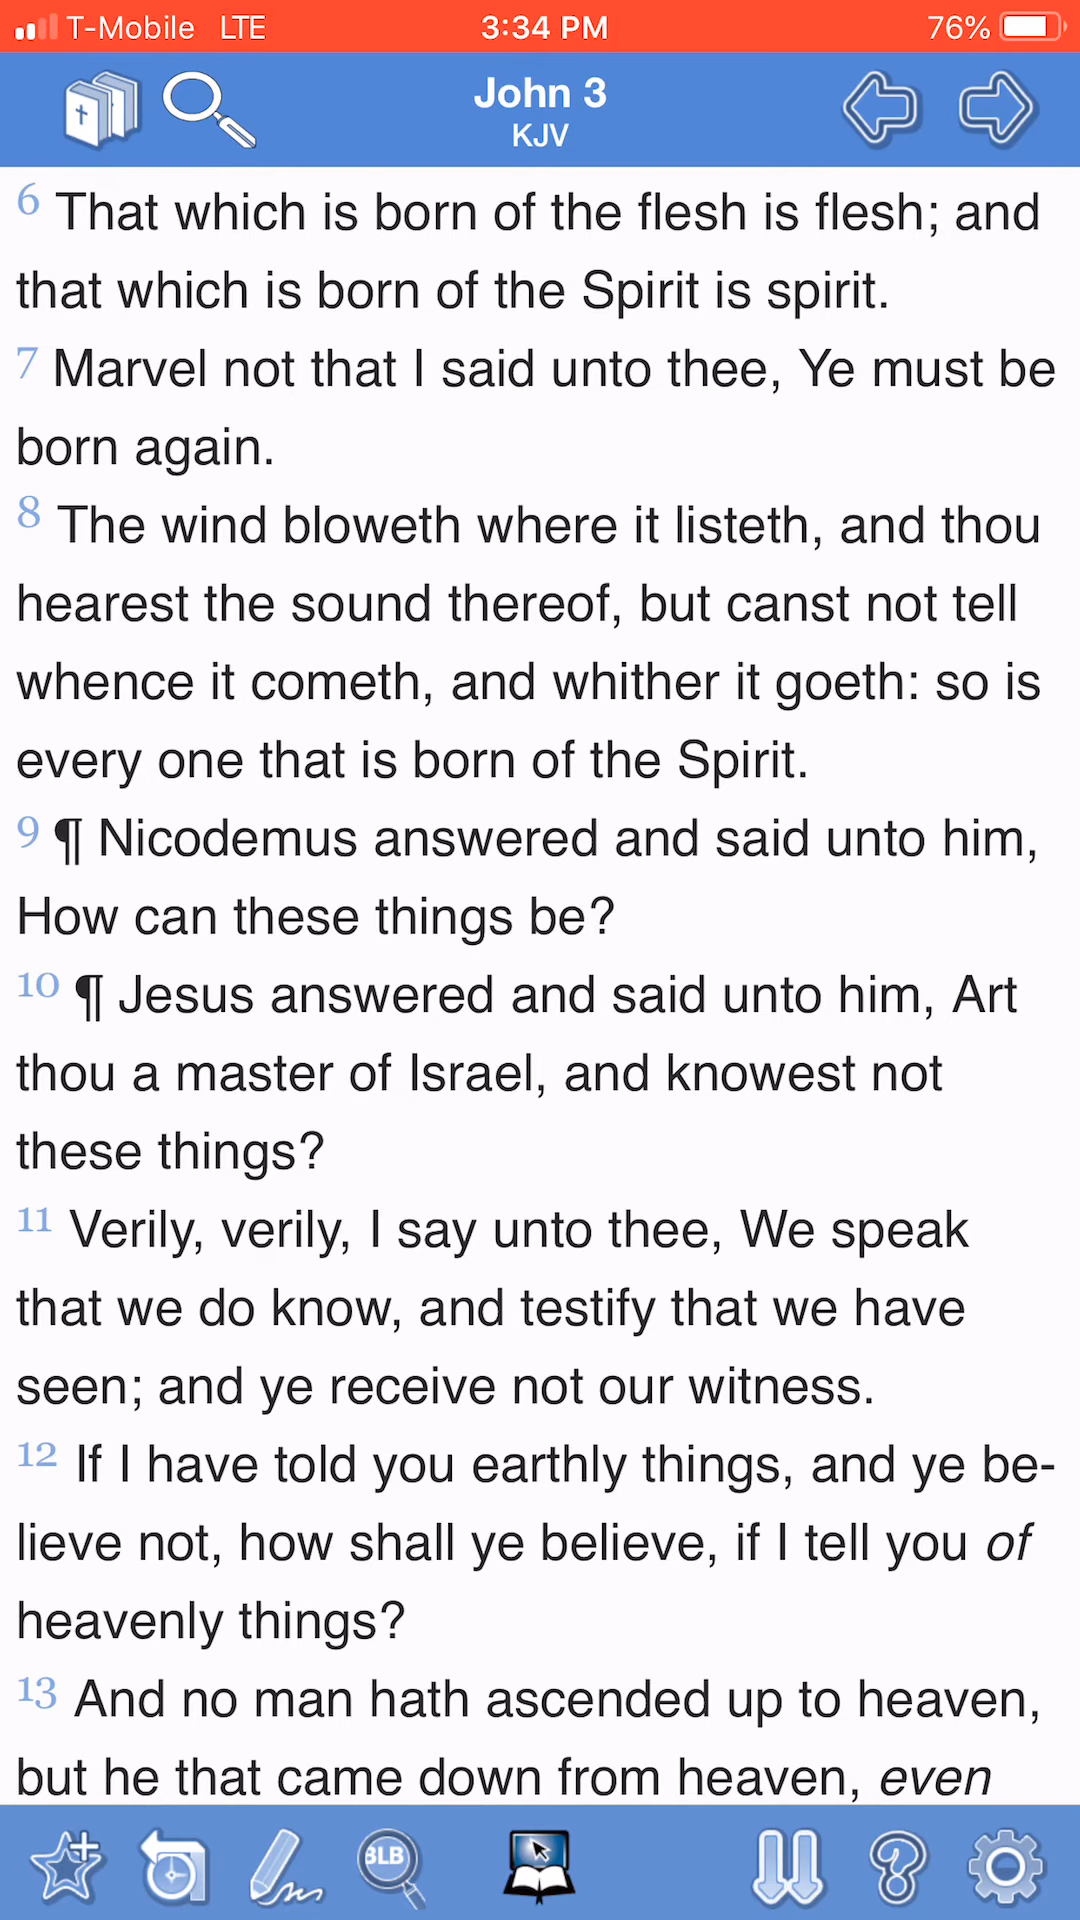 T-Mobile LTE 3:34 PM 76%
John 3
KJV
6 That which is born of the flesh is flesh; and
that which is born of the Spirit is spirit.
7 Marvel not that I said unto thee, Ye must be
born again.
8 The wind bloweth where it listeth, and thou
hearest the sound thereof, but canst not tell
whence it cometh, and whither it goeth: so is
every one that is born of the Spirit.
9 ¶ Nicodemus answered and said unto him,
How can these things be?
10 ¶ Jesus answered and said unto him, Art
thou a master of Israel, and knowest not
these things?
11 Verily, verily, I say unto thee, We speak
that we do know, and testify that we have
seen; and ye receive not our witness.
12 If I have told you earthly things, and ye be-
lieve not, how shall ye believe, if I tell you of
heavenly things?
13 And no man hath ascended up to heaven,
but he that came down from heaven, even
BLB